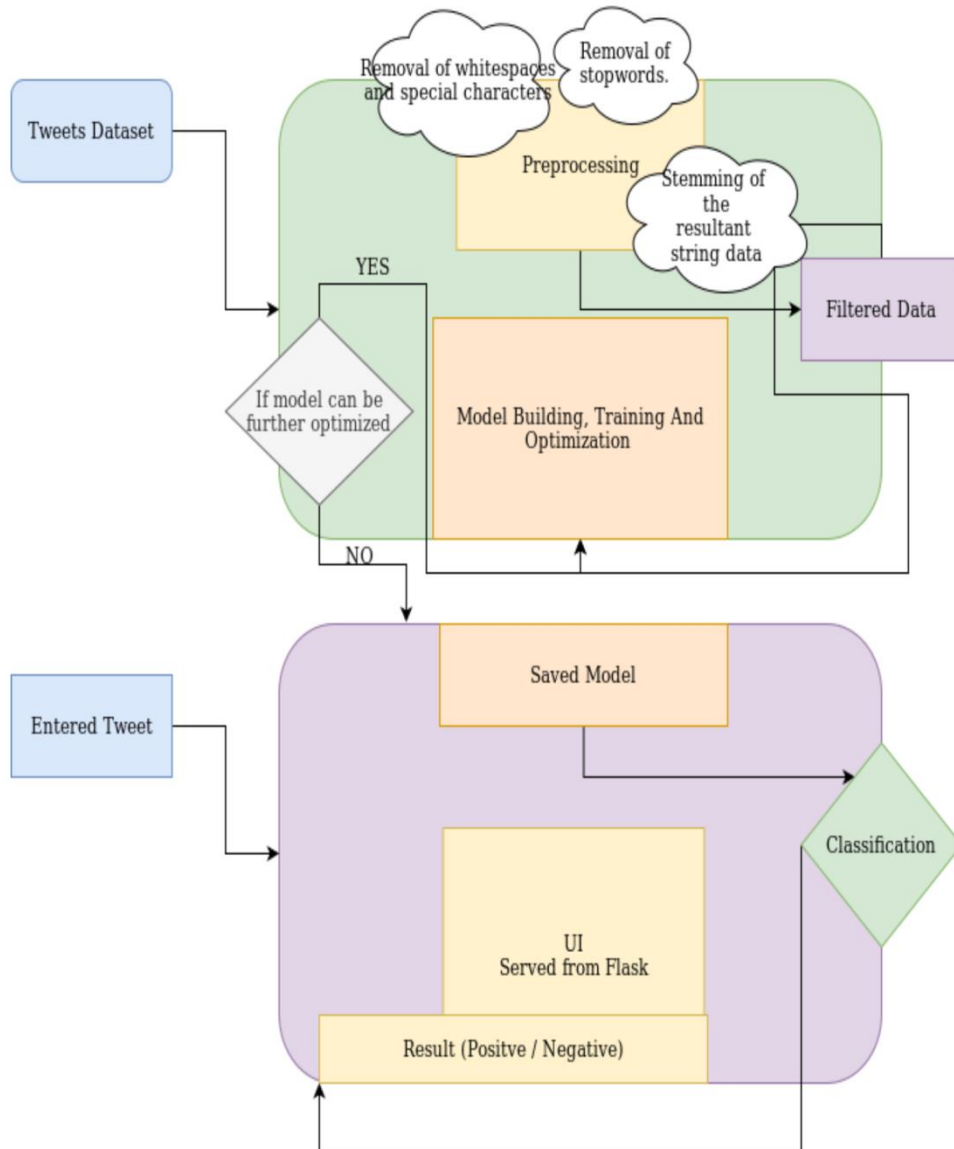 Removal of whitespaces
and special characters
Removal of
stopwords.
Tweets Dataset
Preprocessing
Stemming of
the
resultant
string data
YES
Filtered Data
If model can be
further optimized
Model Building, Training And
Optimization
NO
Saved Model
Entered Tweet
Classification
UI
Served from Flask
Result (Positve / Negative)